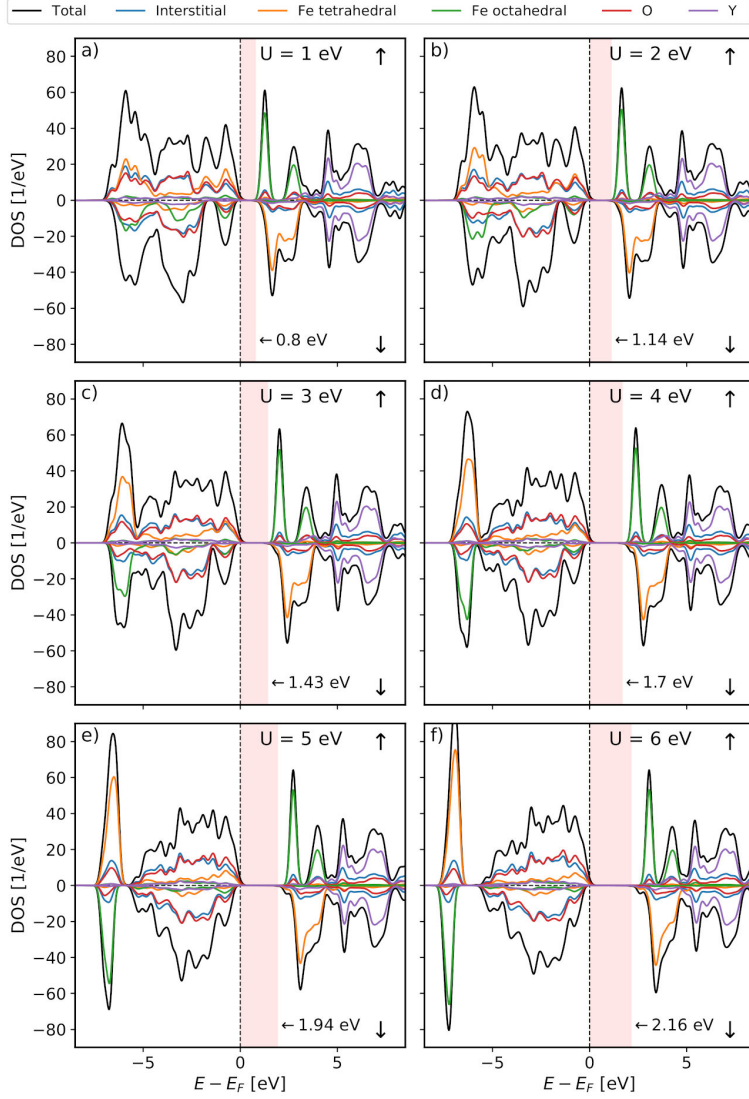 Total Interstitial Fe tetrahedral Fe octahedral O Y
a) U = 1 eV ↑
b) U = 2 eV ↑
80
60
40
20
0
−20
−40
−60
−80
DOS [1/eV]
←0.8 eV ↓
←1.14 eV ↓
c) U = 3 eV ↑
d) U = 4 eV ↑
80
60
40
20
0
−20
−40
−60
−80
DOS [1/eV]
←1.43 eV ↓
←1.7 eV ↓
e) U = 5 eV ↑
f) U = 6 eV ↑
80
60
40
20
0
−20
−40
−60
−80
DOS [1/eV]
←1.94 eV ↓
←2.16 eV ↓
−5 0 5
−5 0 5
E − E_F [eV]
E − E_F [eV]